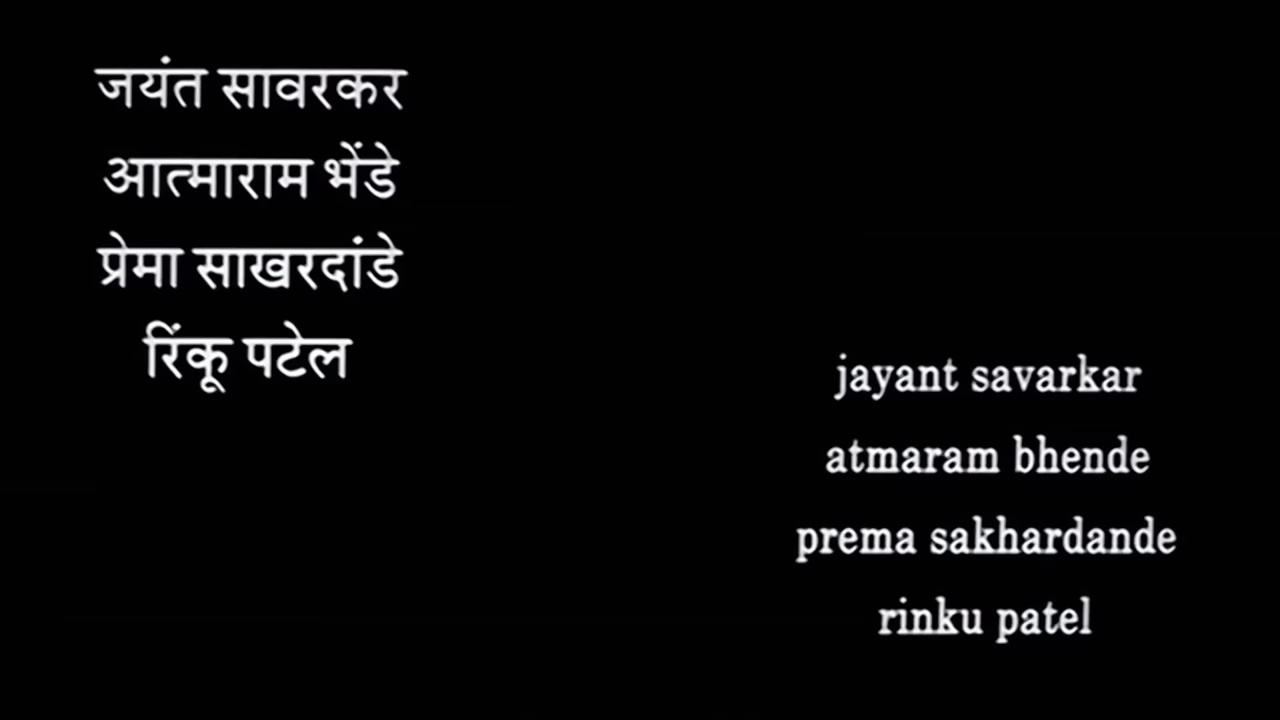 जयंत सावरकर
आत्माराम भेंडे
प्रेमा साखरदांडे
रिंकू पटेल
jayant savarkar
atmaram bhende
prema sakhardande
rinku patel